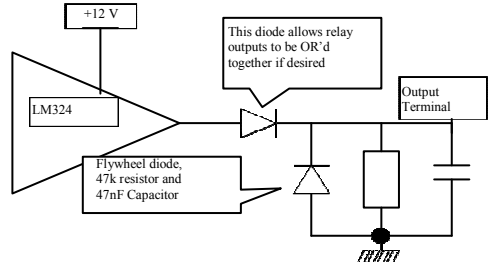 +12 V
This diode allows relay
outputs to be OR’d
together if desired
Output
Terminal
LM324
Flywheel diode,
47k resistor and
47nF Capacitor